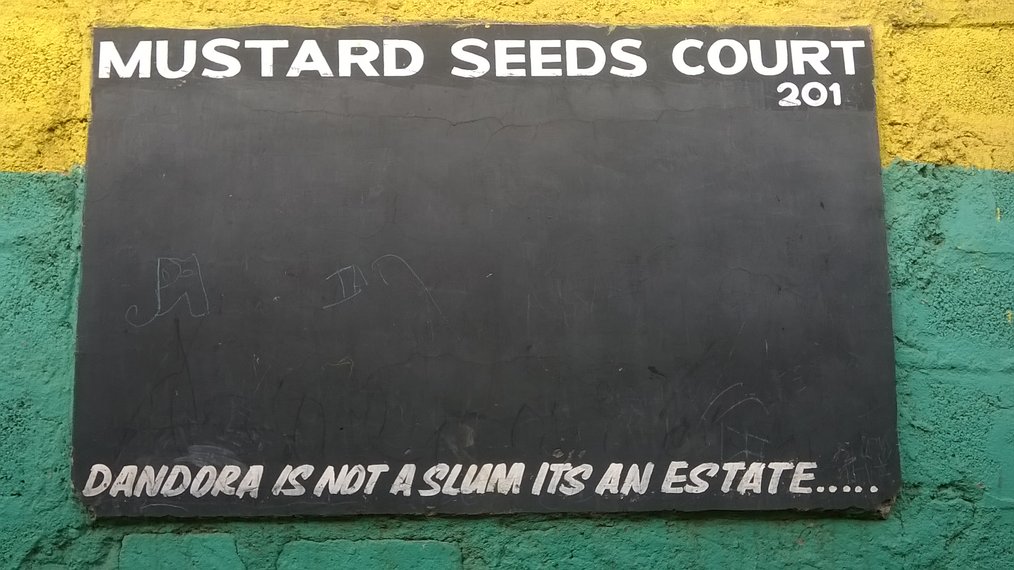 MUSTARD SEEDS COURT
201
DANDORA IS NOT A SLUM ITS AN ESTATE.....